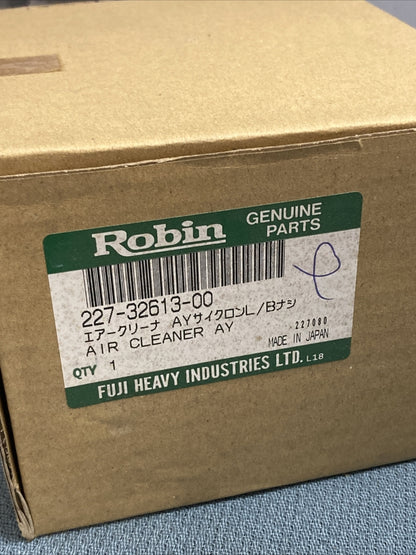 Robin GENUINE PARTS
227-32613-00
エアークリーナ AYサイクロンL/Bナシ
AIR CLEANER AY
227080
QTY 1
MADE IN JAPAN
FUJI HEAVY INDUSTRIES LTD. L18